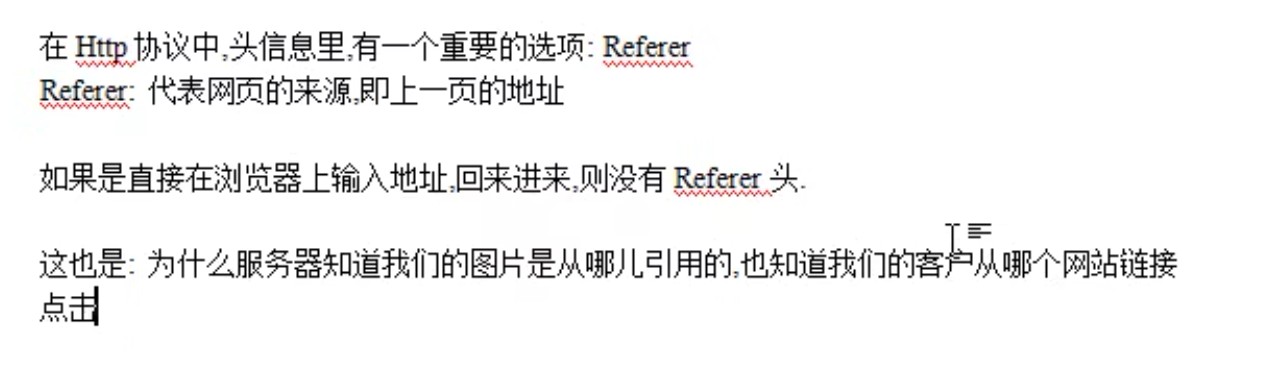 在 Http 协议中,头信息里,有一个重要的选项: Referer
Referer: 代表网页的来源,即上一页的地址
如果是直接在浏览器上输入地址,回来进来,则没有 Referer 头.
这也是: 为什么服务器知道我们的图片是从哪儿引用的,也知道我们的客户从哪个网站链接
点击